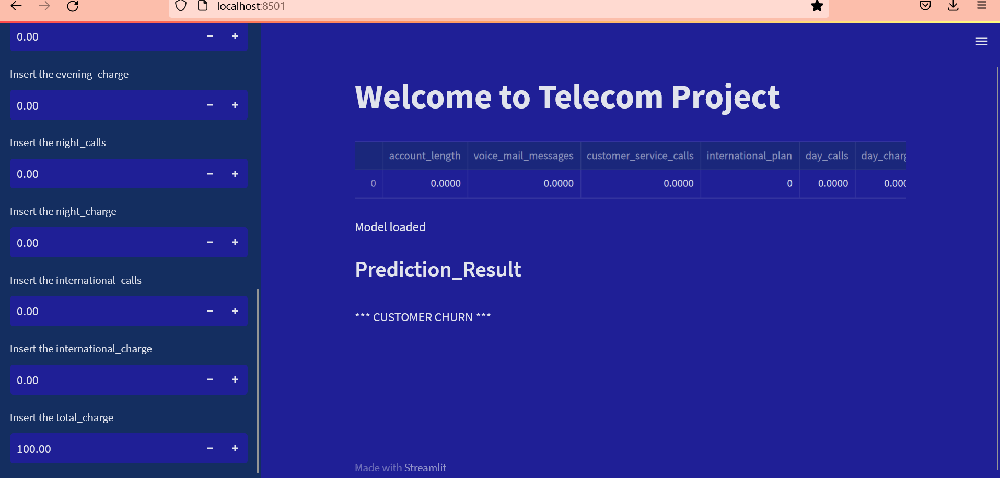 localhost:8501
0.00
Insert the evening_charge
0.00
Insert the night_calls
0.00
Insert the night_charge
0.00
Insert the international_calls
0.00
Insert the international_charge
0.00
Insert the total_charge
100.00
Welcome to Telecom Project
account_length voice_mail_messages customer_service_calls international_plan day_calls day_charg
0 0.0000 0.0000 0.0000 0 0.0000 0.000
Model loaded
Prediction_Result
*** CUSTOMER CHURN ***
Made with Streamlit